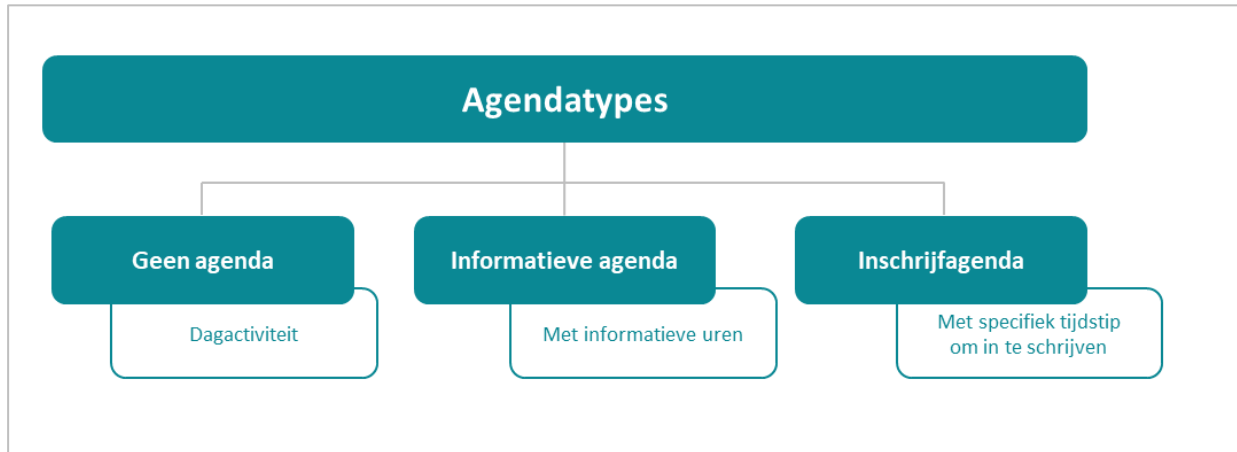 Agendatypes
Geen agenda
Dagactiviteit
Informatieve agenda
Met informatieve uren
Inschrijfagenda
Met specifiek tijdstip
om in te schrijven